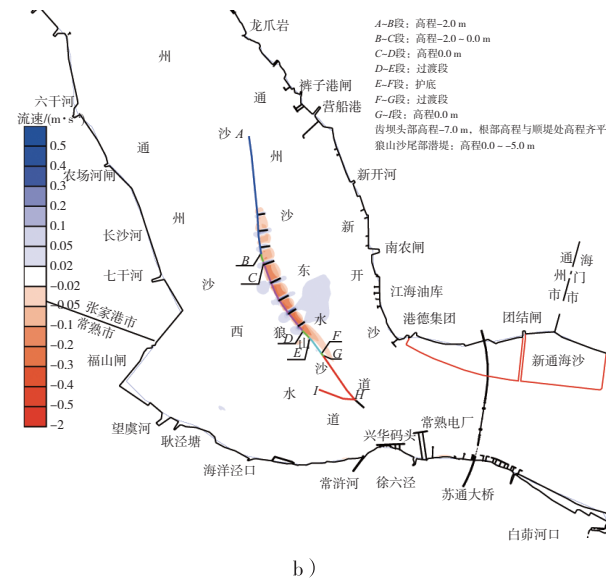 龙爪岩
A~B段：高程-2.0 m
B~C段：高程-2.0~0.0 m
C~D段：高程0.0 m
D~E段：过渡段
E~F段：护底
F~G段：过渡段
G~I段：高程0.0 m
齿坝头部高程-7.0 m，根部高程与顺堤处高程齐平
狼山沙尾部潜堤：高程0.0~-5.0 m
通州沙东水道
通州沙西水道
狼山沙
新开沙
裤子港闸
营船港
新开河
南农闸
江海油库
港德集团
团结闸
新通海沙
通州市
海门市
六干河
农场河闸
长沙河
七干河
张家港市
常熟市
福山闸
望虞河
耿泾塘
海洋泾口
常浒河
兴华码头
徐六泾
常熟电厂
苏通大桥
白茆河口
流速/(m·s⁻¹)
0.5
0.4
0.3
0.2
0.1
0.05
0.02
-0.02
-0.05
-0.1
-0.2
-0.3
-0.4
-0.5
-2
A
B
C
D
E
F
G
H
I
b）